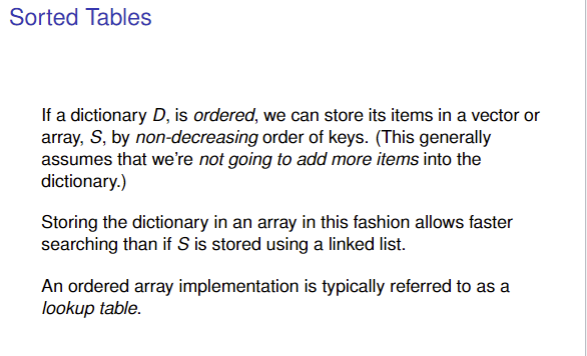 Sorted Tables
If a dictionary D, is ordered, we can store its items in a vector or
array, S, by non-decreasing order of keys. (This generally
assumes that we're not going to add more items into the
dictionary.)
Storing the dictionary in an array in this fashion allows faster
searching than if S is stored using a linked list.
An ordered array implementation is typically referred to as a
lookup table.